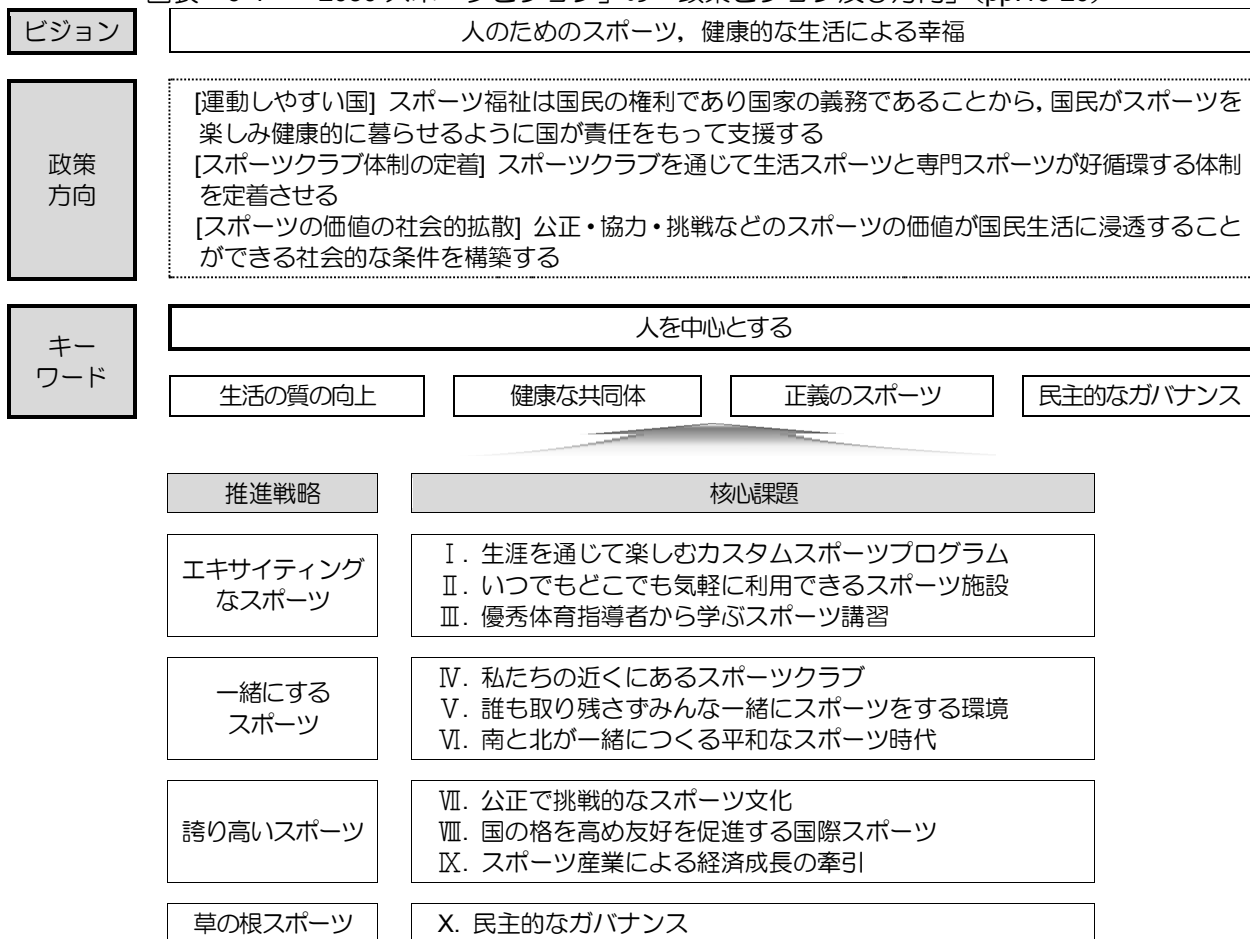 2030 スポーツビジョン」の「政策ビジョン及び方向」(pp.18-20)
ビジョン
人のためのスポーツ,健康的な生活による幸福
政策
方向
[運動しやすい国] スポーツ福祉は国民の権利であり国家の義務であることから,国民がスポーツを
楽しみ健康的に暮らせるように国が責任をもって支援する
[スポーツクラブ体制の定着] スポーツクラブを通じて生活スポーツと専門スポーツが好循環する体制
を定着させる
[スポーツの価値の社会的拡散] 公正・協力・挑戦などのスポーツの価値が国民生活に浸透すること
ができる社会的な条件を構築する
キー
ワード
人を中心とする
生活の質の向上 健康な共同体 正義のスポーツ 民主的なガバナンス
推進戦略 核心課題
エキサイティング
なスポーツ
Ⅰ. 生涯を通じて楽しむカスタムスポーツプログラム
Ⅱ. いつでもどこでも気軽に利用できるスポーツ施設
Ⅲ. 優秀体育指導者から学ぶスポーツ講習
一緒にする
スポーツ
Ⅳ. 私たちの近くにあるスポーツクラブ
Ⅴ. 誰も取り残さずみんな一緒にスポーツをする環境
Ⅵ. 南と北が一緒につくる平和なスポーツ時代
誇り高いスポーツ
Ⅶ. 公正で挑戦的なスポーツ文化
Ⅷ. 国の格を高め友好を促進する国際スポーツ
Ⅸ. スポーツ産業による経済成長の牽引
草の根スポーツ
X. 民主的なガバナンス